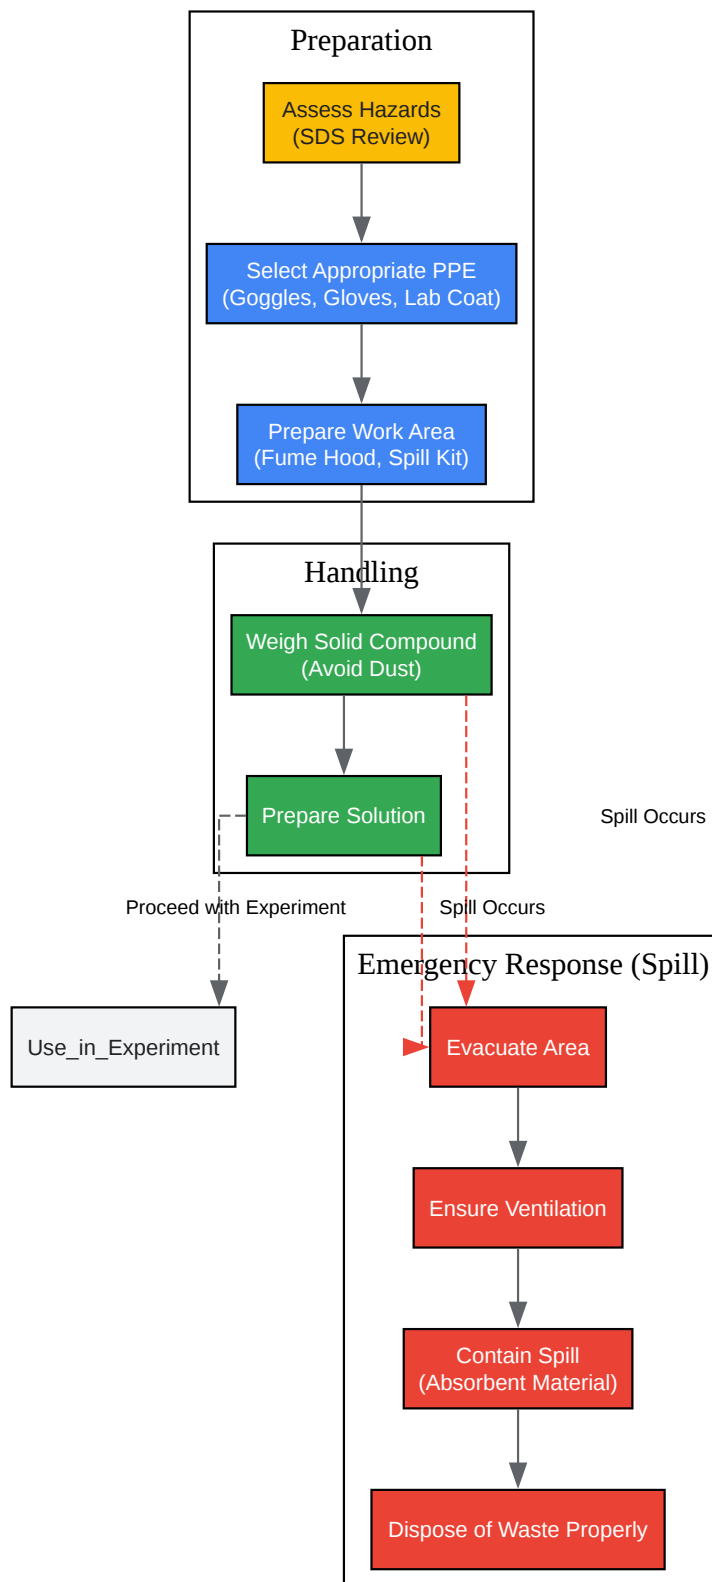 Preparation
Assess Hazards
(SDS Review)
Select Appropriate PPE
(Goggles, Gloves, Lab Coat)
Prepare Work Area
(Fume Hood, Spill Kit)
Handling
Weigh Solid Compound
(Avoid Dust)
Prepare Solution
Spill Occurs
Proceed with Experiment
Spill Occurs
Emergency Response (Spill)
Use_in_Experiment
Evacuate Area
Ensure Ventilation
Contain Spill
(Absorbent Material)
Dispose of Waste Properly